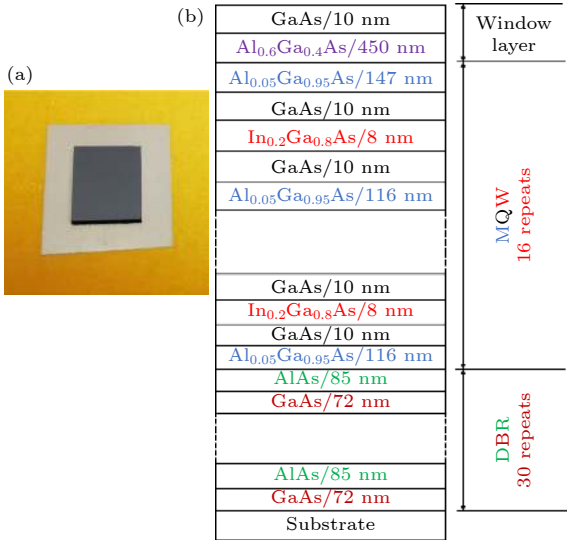 (a)
(b)
GaAs/10 nm
Al₀.₆Ga₀.₄As/450 nm
Al₀.₀₅Ga₀.₉₅As/147 nm
GaAs/10 nm
In₀.₂Ga₀.₈As/8 nm
GaAs/10 nm
Al₀.₀₅Ga₀.₉₅As/116 nm
GaAs/10 nm
In₀.₂Ga₀.₈As/8 nm
GaAs/10 nm
Al₀.₀₅Ga₀.₉₅As/116 nm
AlAs/85 nm
GaAs/72 nm
AlAs/85 nm
GaAs/72 nm
Substrate
Window
layer
MQW
16 repeats
DBR
30 repeats